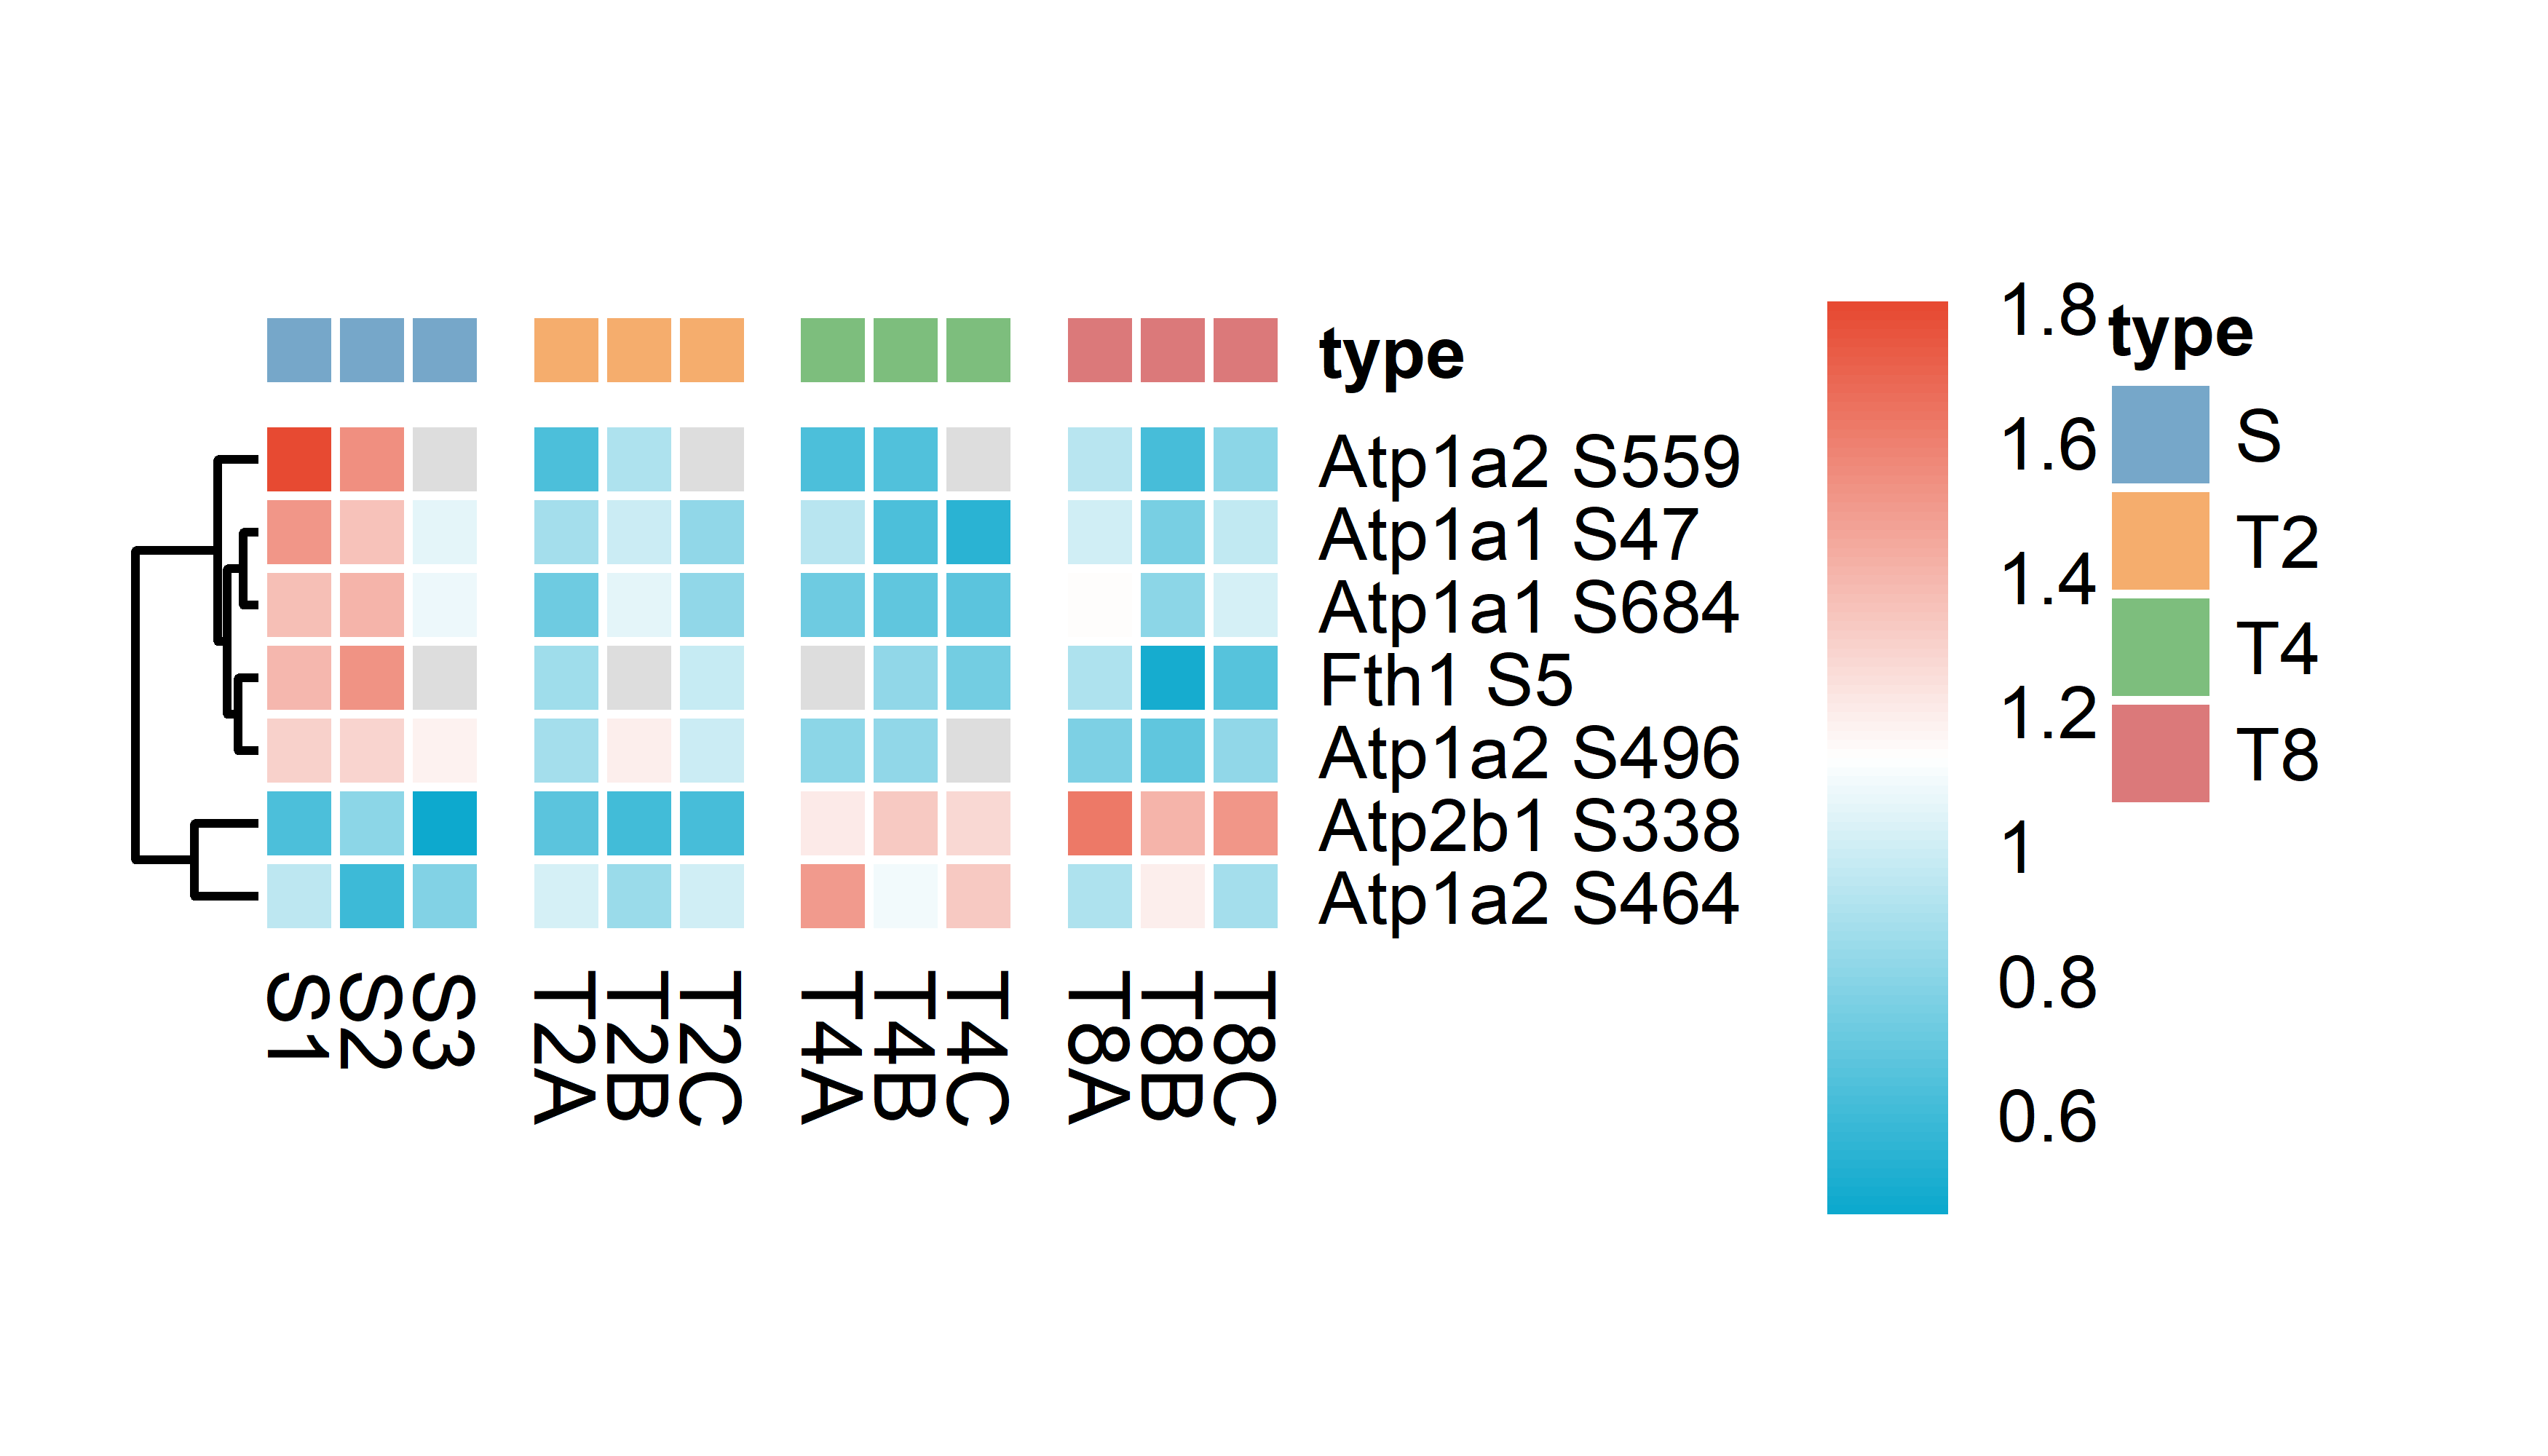 type
Atp1a2 S559
Atp1a1 S47
Atp1a1 S684
Fth1 S5
Atp1a2 S496
Atp2b1 S338
Atp1a2 S464
S1
S2
S3
T2A
T2B
T2C
T4A
T4B
T4C
T8A
T8B
T8C
1.8
1.6
1.4
1.2
1
0.8
0.6
type
S
T2
T4
T8